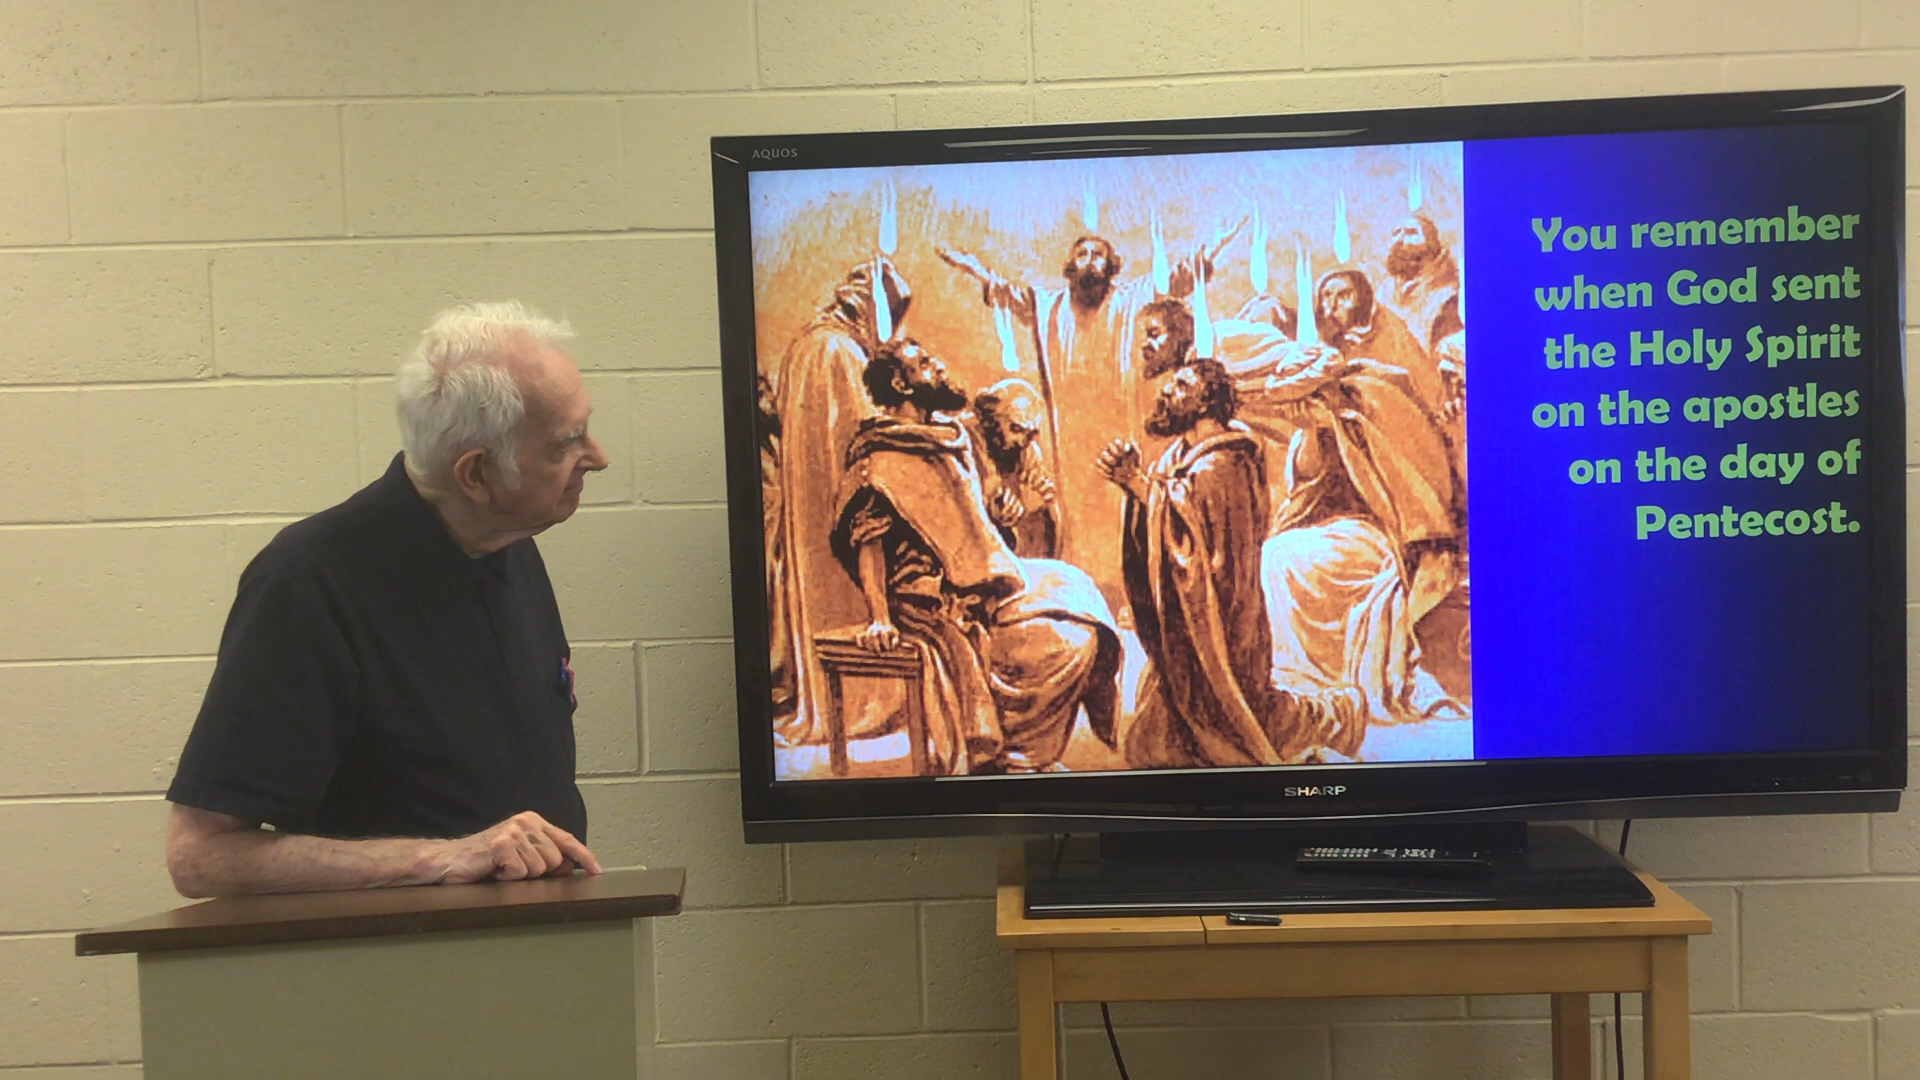 AQUOS
You remember
when God sent
the Holy Spirit
on the apostles
on the day of
Pentecost.
SHARP